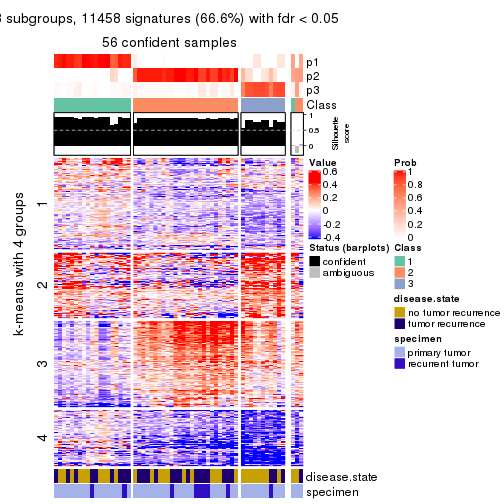 3 subgroups, 11458 signatures (66.6%) with fdr < 0.05
56 confident samples
p1
p2
p3
Class
1
0.5
0
Silhouette
score
k-means with 4 groups
1
2
3
4
Value
0.6
0.4
0.2
0
-0.2
-0.4
Prob
1
0.8
0.6
0.4
0.2
0
Status (barplots)
confident
ambiguous
Class
1
2
3
disease.state
no tumor recurrence
tumor recurrence
specimen
primary tumor
recurrent tumor
disease.state
specimen